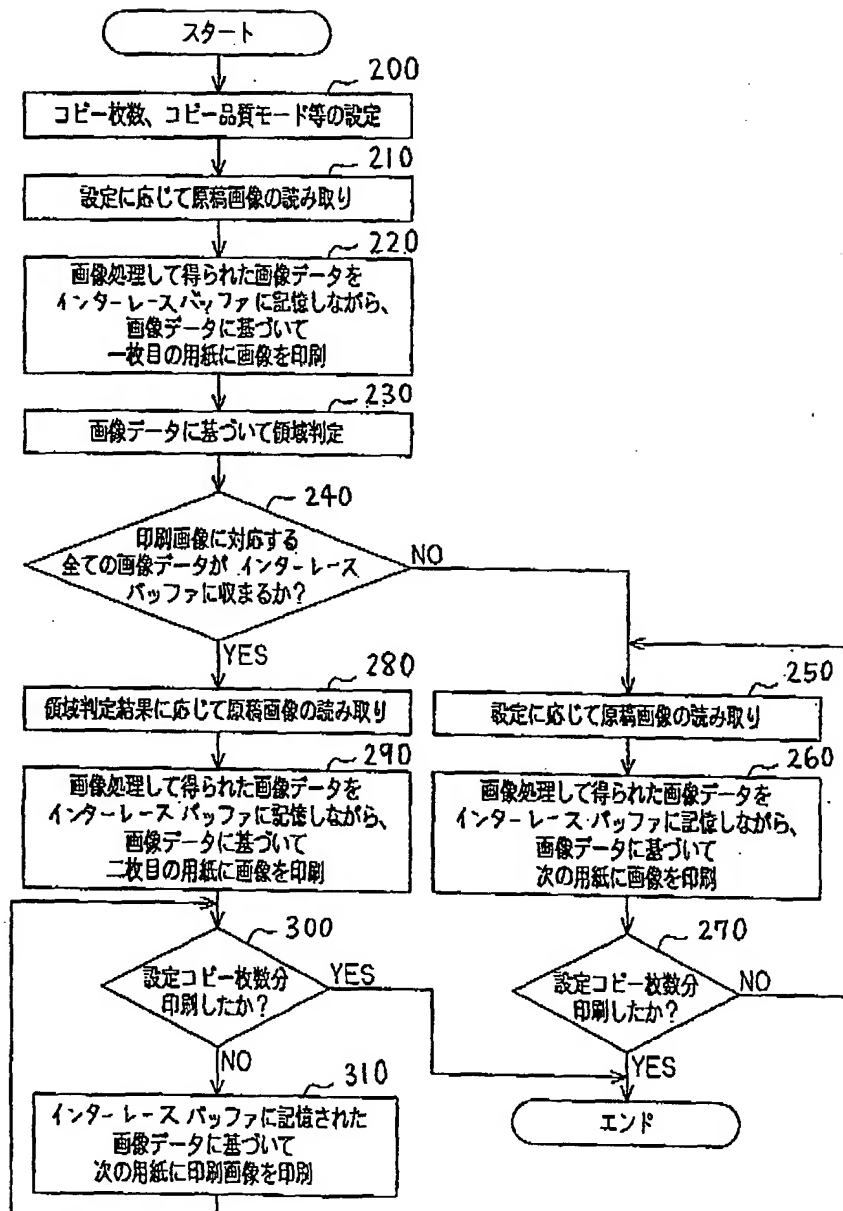 スタート
200
コピー枚数、コピー品質モード等の設定
210
設定に応じて原稿画像の読み取り
220
画像処理して得られた画像データを
インターレースバッファに記憶しながら、
画像データに基づいて
一枚目の用紙に画像を印刷
230
画像データに基づいて領域判定
240
印刷画像に対応する
全ての画像データがインターレース
バッファに収まるか?
NO
YES
280
領域判定結果に応じて原稿画像の読み取り
250
設定に応じて原稿画像の読み取り
290
画像処理して得られた画像データを
インターレースバッファに記憶しながら、
画像データに基づいて
二枚目の用紙に画像を印刷
260
画像処理して得られた画像データを
インターレース・バッファに記憶しながら、
画像データに基づいて
次の用紙に画像を印刷
300
設定コピー枚数分
印刷したか?
YES
NO
270
設定コピー枚数分
印刷したか?
NO
YES
310
インターレースバッファに記憶された
画像データに基づいて
次の用紙に印刷画像を印刷
エンド